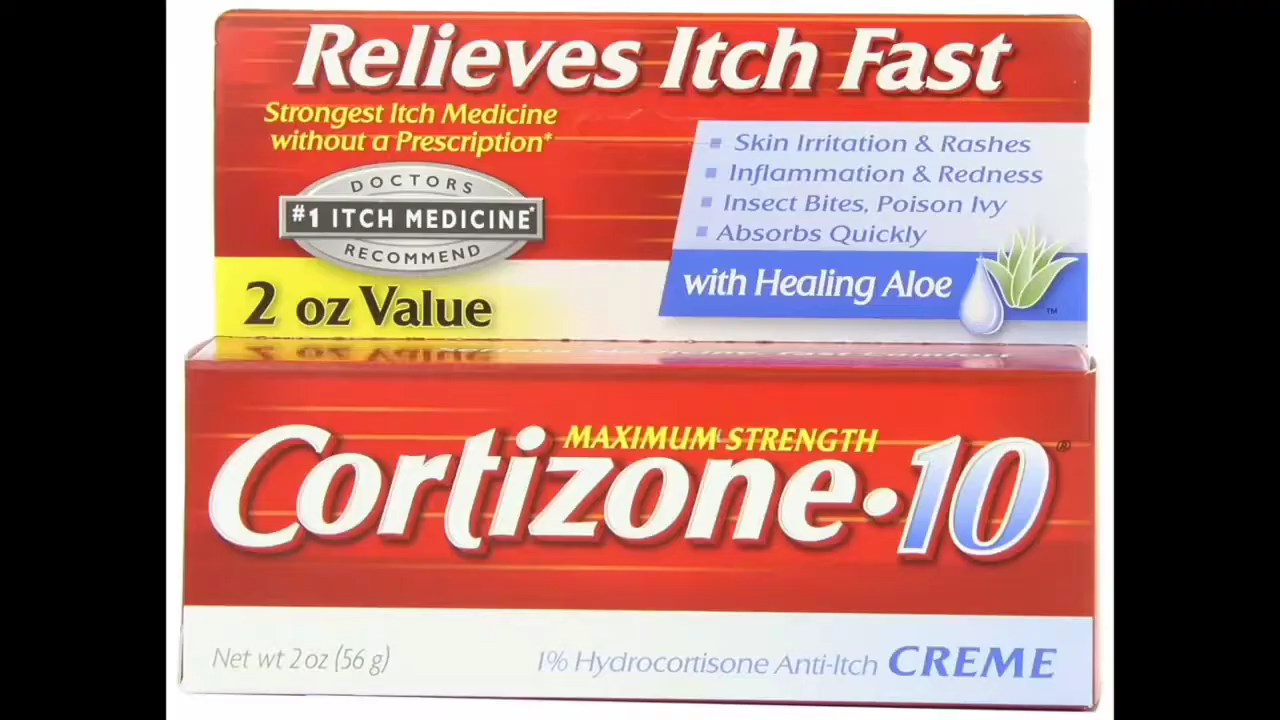 Relieves Itch Fast
Strongest Itch Medicine
without a Prescription*
DOCTORS
#1 ITCH MEDICINE*
RECOMMEND
2 oz Value
Skin Irritation & Rashes
Inflammation & Redness
Insect Bites, Poison Ivy
Absorbs Quickly
with Healing Aloe ™
MAXIMUM STRENGTH
Cortizone•10®
Net wt 2 oz (56 g)
1% Hydrocortisone Anti-Itch CREME